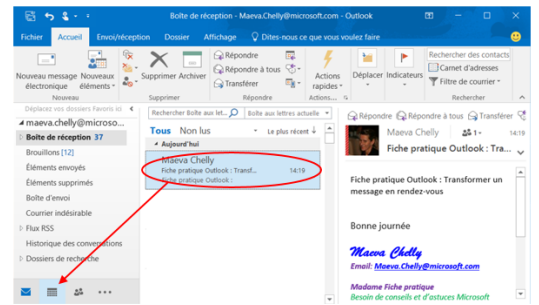 Boîte de réception - Maeva.Chelly@microsoft.com - Outlook
Fichier Accueil Envoi/réception Dossier Affichage Dites-nous ce que vous voulez faire
Nouveau message électronique
Nouveaux éléments
Nouveau
Supprimer Archiver
Supprimer
Répondre
Répondre à tous
Transférer
Répondre
Actions rapides
Actions...
Déplacer Indicateurs
Rechercher des contacts
Carnet d'adresses
Filtre de courrier
Rechercher
Déplacez vos dossiers Favoris ici
maeva.chelly@microso...
Boîte de réception 37
Brouillons [12]
Éléments envoyés
Éléments supprimés
Boîte d'envoi
Courrier indésirable
Flux RSS
Historique des conversations
Dossiers de recherche
Rechercher Boîte aux let... Boîte aux lettres actuelle
Tous Non lus Le plus récent
Aujourd'hui
Maeva Chelly
Fiche pratique Outlook : Transf... 14:19
Fiche pratique Outlook :
Répondre Répondre à tous Transférer
Maeva Chelly 1 14:19
Fiche pratique Outlook : Tra...
Fiche pratique Outlook : Transformer un
message en rendez-vous
Bonne journée
Maeva Chelly
Email: Maeva.Chelly@microsoft.com
Madame Fiche pratique
Besoin de conseils et d'astuces Microsoft